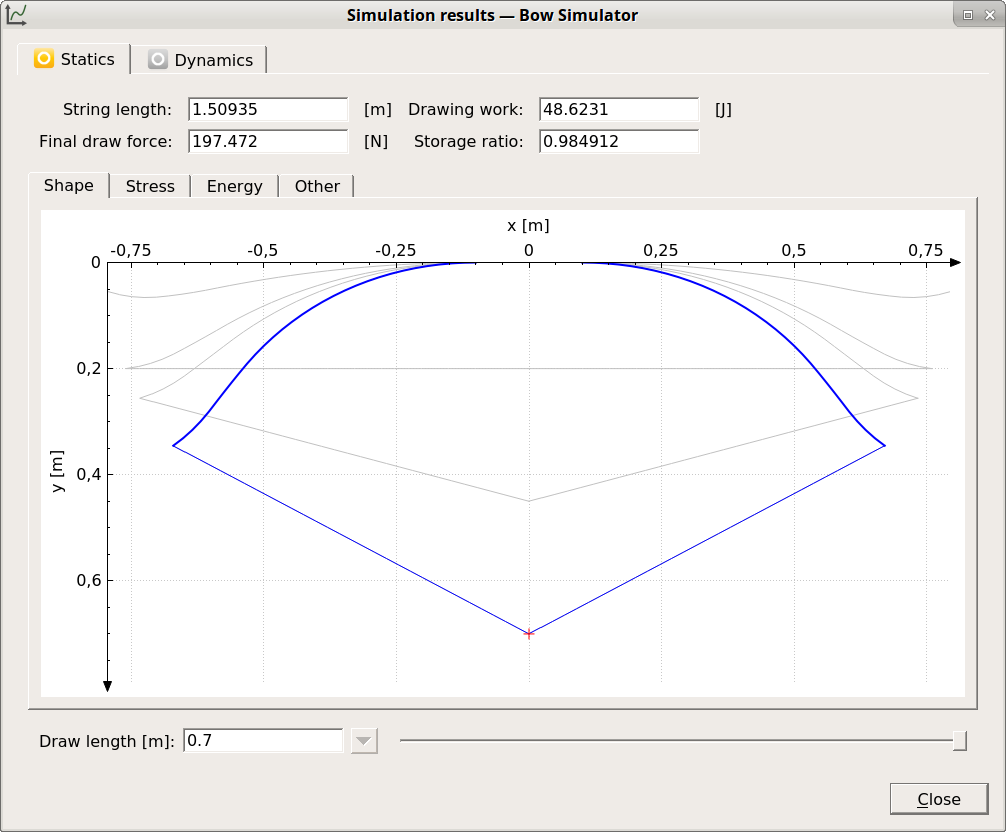 Simulation results — Bow Simulator
Statics Dynamics
String length: 1.50935 [m] Drawing work: 48.6231 [J]
Final draw force: 197.472 [N] Storage ratio: 0.984912
Shape Stress Energy Other
x [m]
-0,75 -0,5 -0,25 0 0,25 0,5 0,75
0
0,2
0,4
y [m]
0,6
Draw length [m]: 0.7
Close